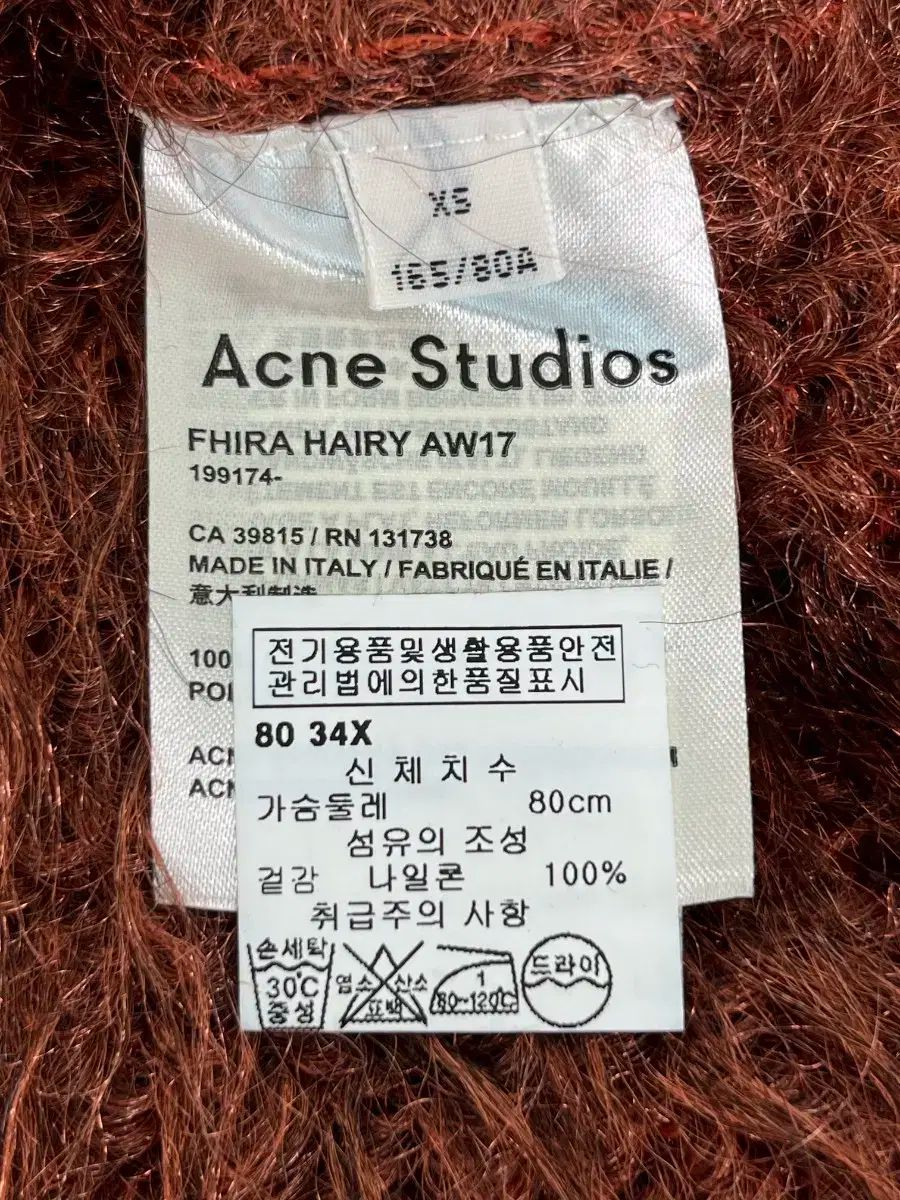 XS
165/80A
Acne Studios
FHIRA HAIRY AW17
199174-
CA 39815 / RN 131738
MADE IN ITALY / FABRIQUÉ EN ITALIE /
意大利制造
100
전기용품및생활용품안전
관리법에의한품질표시
80 34X
신 체 치 수
가슴둘레 80cm
섬유의 조성
겉감 나일론 100%
취급주의 사항
손세탁
30℃
중성
염소 산소
표백
1
80~120℃
드라이